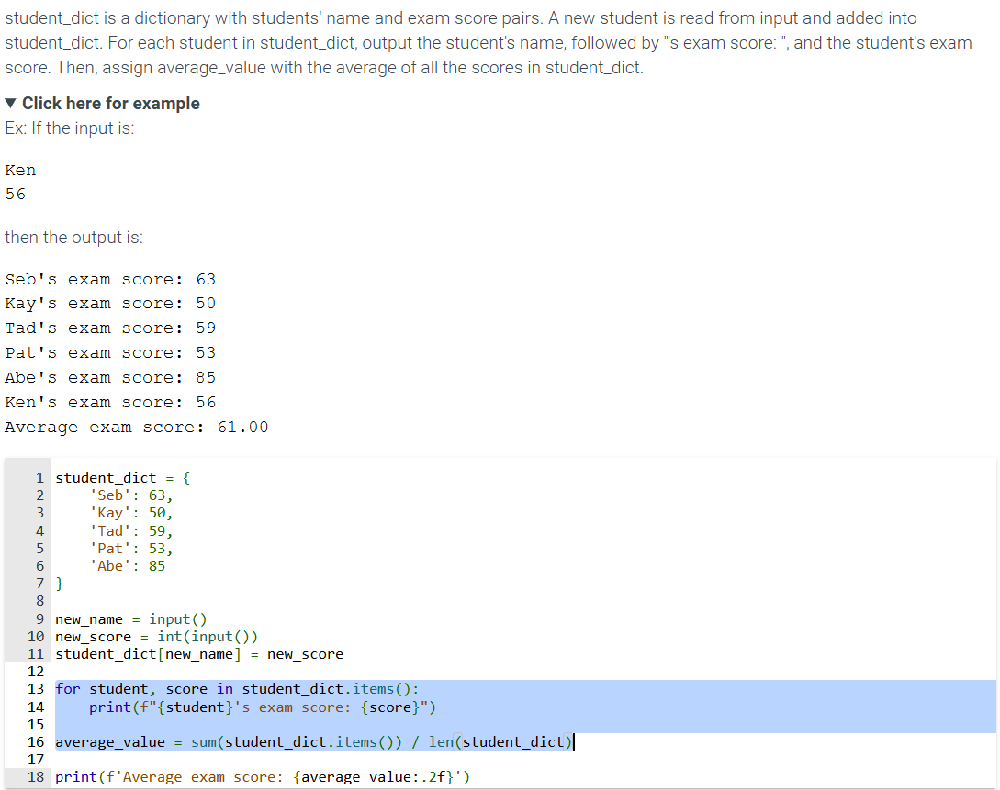 student_dict is a dictionary with students' name and exam score pairs. A new student is read from input and added into
student_dict. For each student in student_dict, output the student's name, followed by "'s exam score: ", and the student's exam
score. Then, assign average_value with the average of all the scores in student_dict.
▼ Click here for example
Ex: If the input is:
Ken
56
then the output is:
Seb's exam score: 63
Kay's exam score: 50
Tad's exam score: 59
Pat's exam score: 53
Abe's exam score: 85
Ken's exam score: 56
Average exam score: 61.00
1 student_dict = {
2     'Seb': 63,
3     'Kay': 50,
4     'Tad': 59,
5     'Pat': 53,
6     'Abe': 85
7 }
8
9 new_name = input()
10 new_score = int(input())
11 student_dict[new_name] = new_score
12
13 for student, score in student_dict.items():
14     print(f"{student}'s exam score: {score}")
15
16 average_value = sum(student_dict.items()) / len(student_dict)
17
18 print(f'Average exam score: {average_value:.2f}')